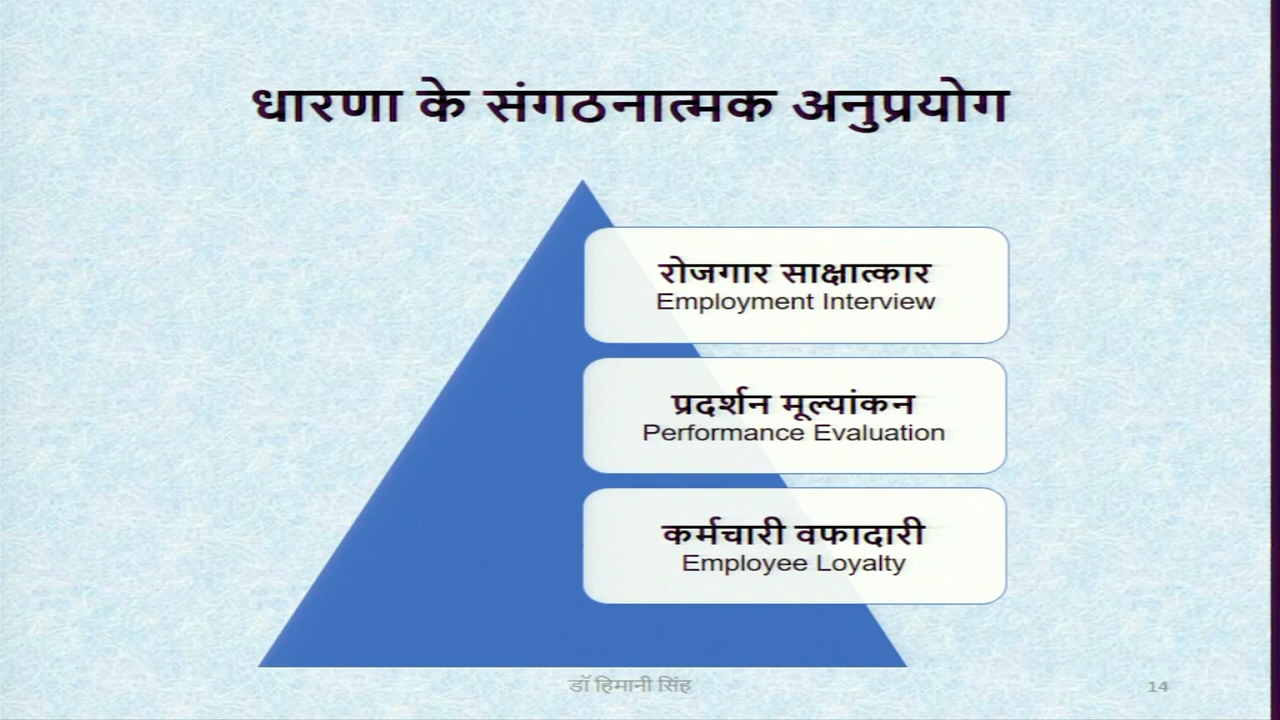 धारणा के संगठनात्मक अनुप्रयोग
रोजगार साक्षात्कार
Employment Interview
प्रदर्शन मूल्यांकन
Performance Evaluation
कर्मचारी वफादारी
Employee Loyalty
डॉ हिमानी सिंह
14